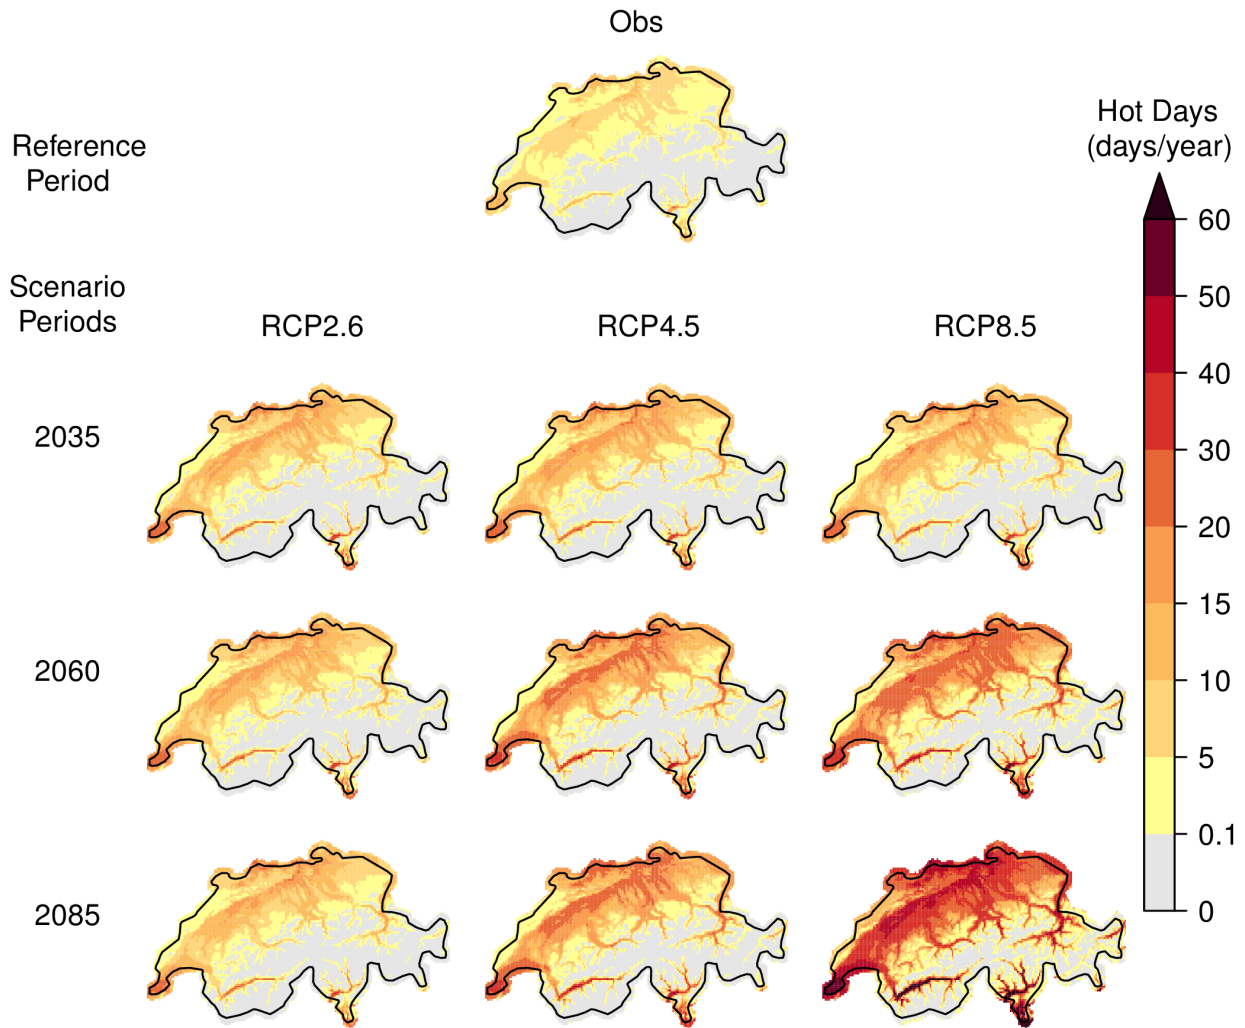 Obs
Hot Days
(days/year)
Reference
Period
60
Scenario
Periods
50
RCP2.6
RCP4.5
RCP8.5
40
2035
30
20
15
2060
10
5
0.1
2085
0